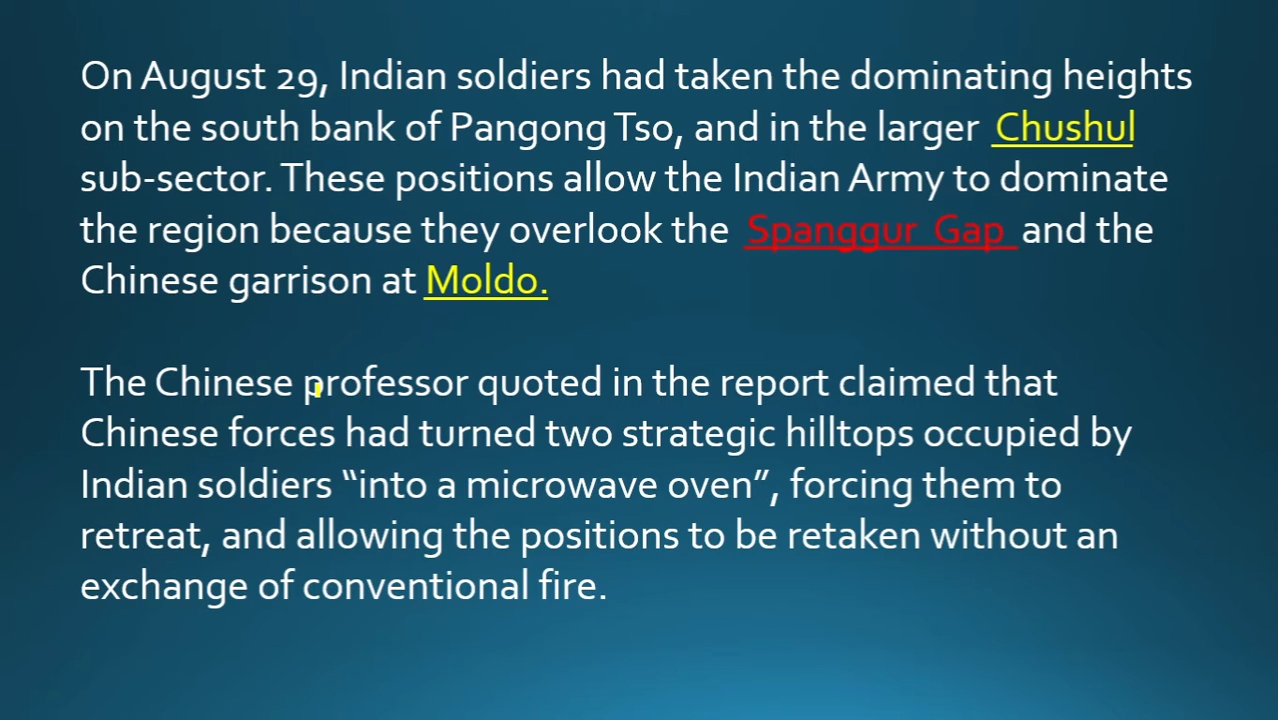 On August 29, Indian soldiers had taken the dominating heights
on the south bank of Pangong Tso, and in the larger Chushul
sub-sector. These positions allow the Indian Army to dominate
the region because they overlook the Spanggur Gap and the
Chinese garrison at Moldo.
The Chinese professor quoted in the report claimed that
Chinese forces had turned two strategic hilltops occupied by
Indian soldiers “into a microwave oven”, forcing them to
retreat, and allowing the positions to be retaken without an
exchange of conventional fire.